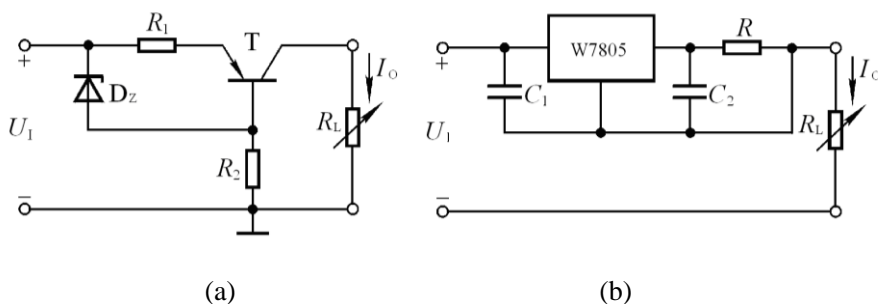 R1 T R
+ W7805 +
DZ IO C1 C2 IO
UI RL UI RL
R2
− −
(a) (b)